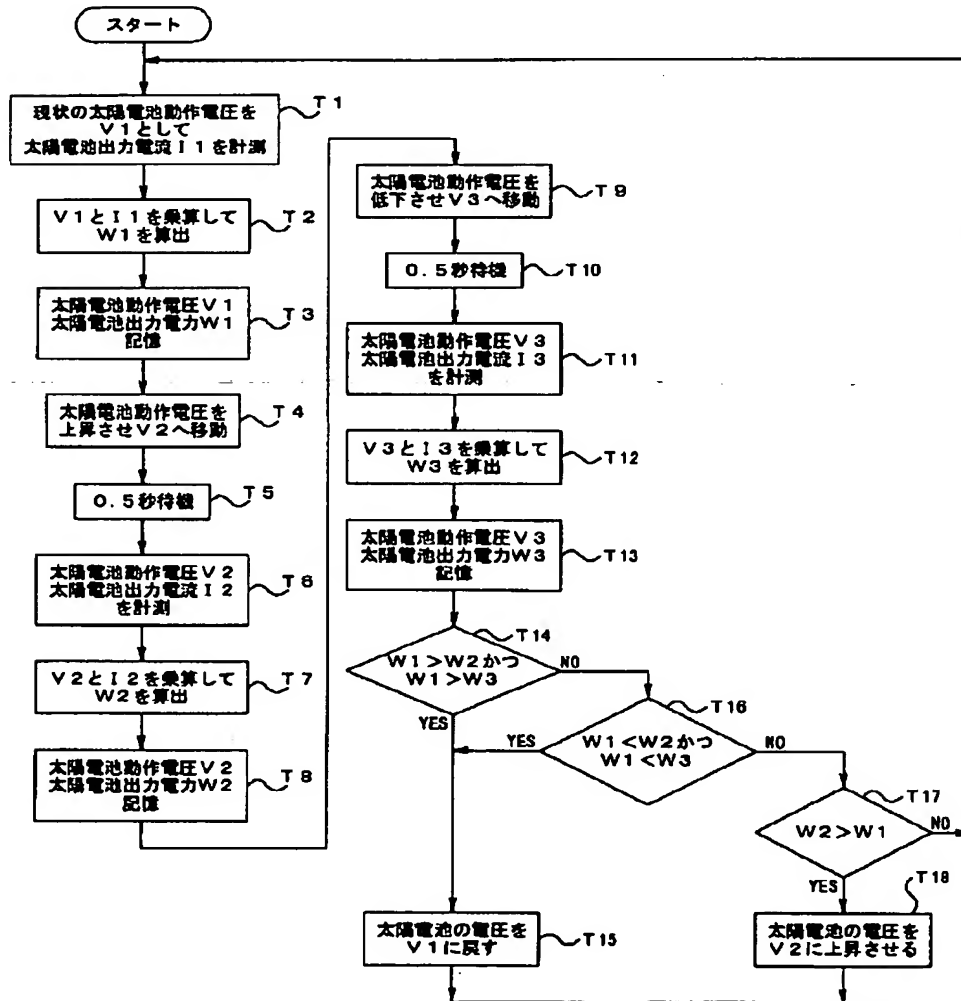 スタート
現状の太陽電池動作電圧を
V1として
太陽電池出力電流I1を計測
T1
V1とI1を乗算して
W1を算出
T2
太陽電池動作電圧V1
太陽電池出力電力W1
記憶
T3
太陽電池動作電圧を
上昇させV2へ移動
T4
0.5秒待機
T5
太陽電池動作電圧V2
太陽電池出力電流I2
を計測
T6
V2とI2を乗算して
W2を算出
T7
太陽電池動作電圧V2
太陽電池出力電力W2
記憶
T8
太陽電池動作電圧を
低下させV3へ移動
T9
0.5秒待機
T10
太陽電池動作電圧V3
太陽電池出力電流I3
を計測
T11
V3とI3を乗算して
W3を算出
T12
太陽電池動作電圧V3
太陽電池出力電力W3
記憶
T13
W1>W2かつ
W1>W3
T14
NO
YES
W1<W2かつ
W1<W3
T16
YES
NO
W2>W1
T17
NO
YES
太陽電池の電圧を
V1に戻す
T15
太陽電池の電圧を
V2に上昇させる
T18